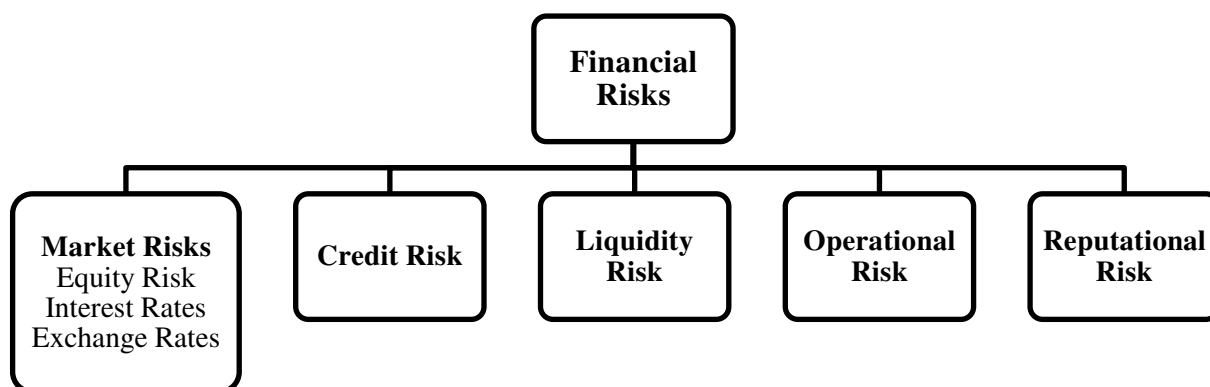 Financial
Risks
Market Risks
Equity Risk
Interest Rates
Exchange Rates
Credit Risk
Liquidity
Risk
Operational
Risk
Reputational
Risk